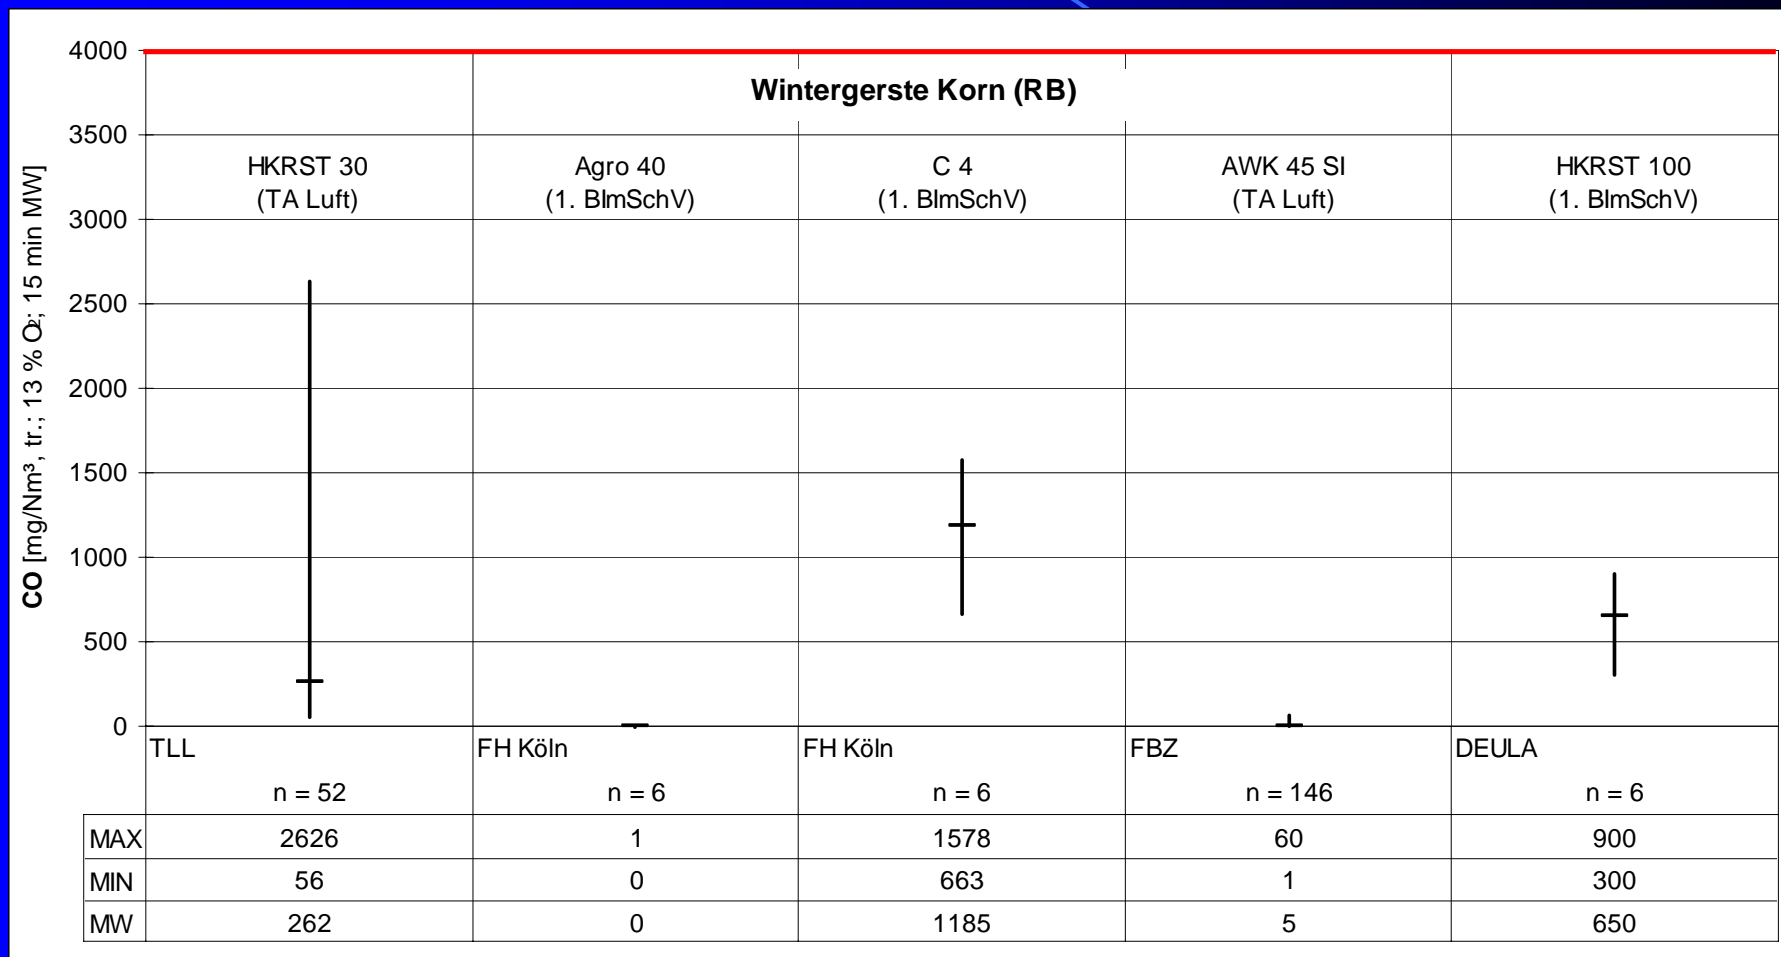 Wintergerste Korn (RB)
CO [mg/Nm³, tr.; 13 % O₂; 15 min MW]
4000
3500
3000
2500
2000
1500
1000
500
0
HKRST 30
(TA Luft)
Agro 40
(1. BImSchV)
C 4
(1. BImSchV)
AWK 45 SI
(TA Luft)
HKRST 100
(1. BImSchV)
TLL FH Köln FH Köln FBZ DEULA
n = 52 n = 6 n = 6 n = 146 n = 6
MAX 2626 1 1578 60 900
MIN 56 0 663 1 300
MW 262 0 1185 5 650